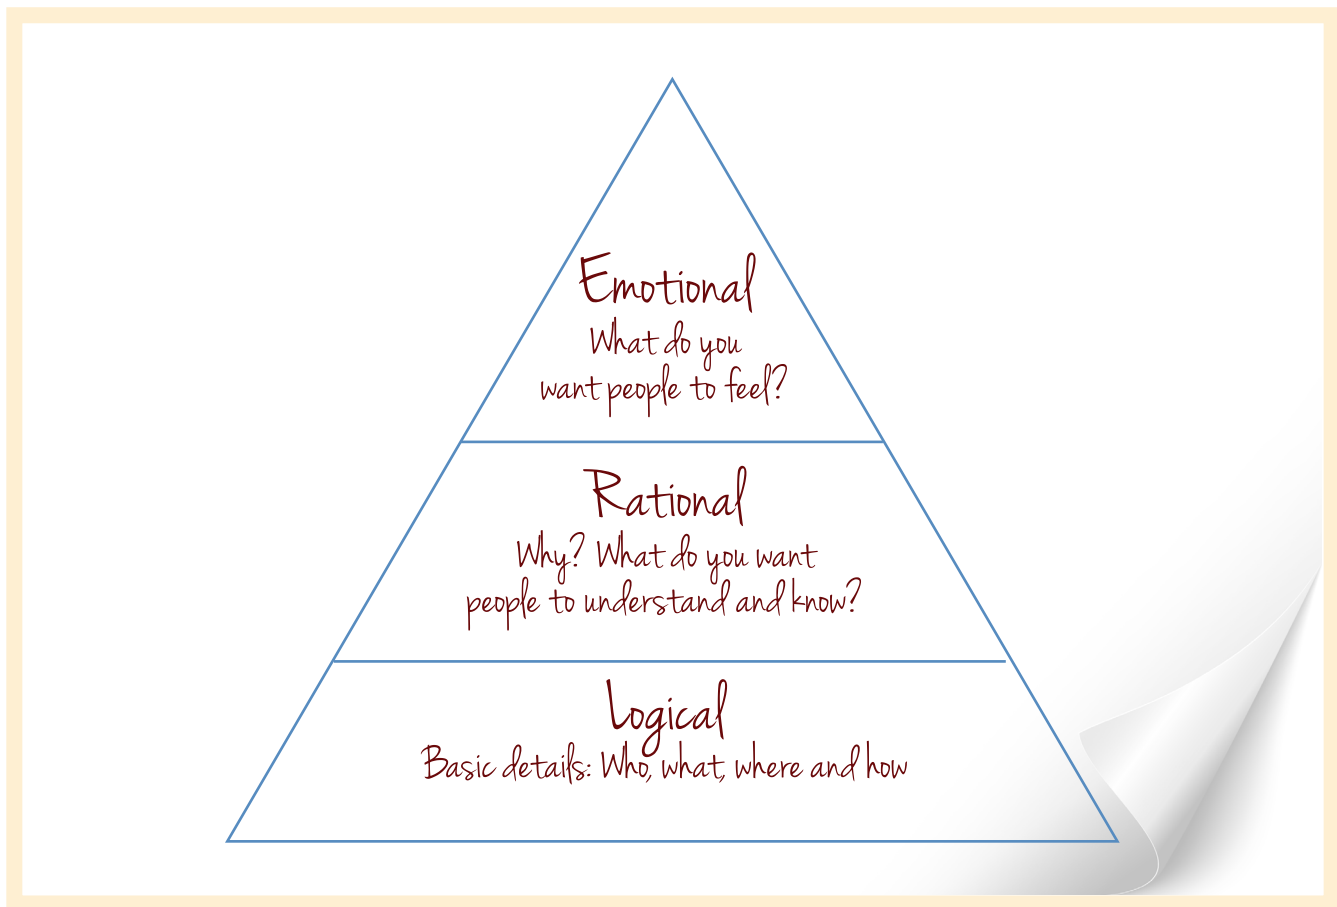 Emotional
What do you
want people to feel?
Rational
Why? What do you want
people to understand and know?
Logical
Basic details: Who, what, where and how